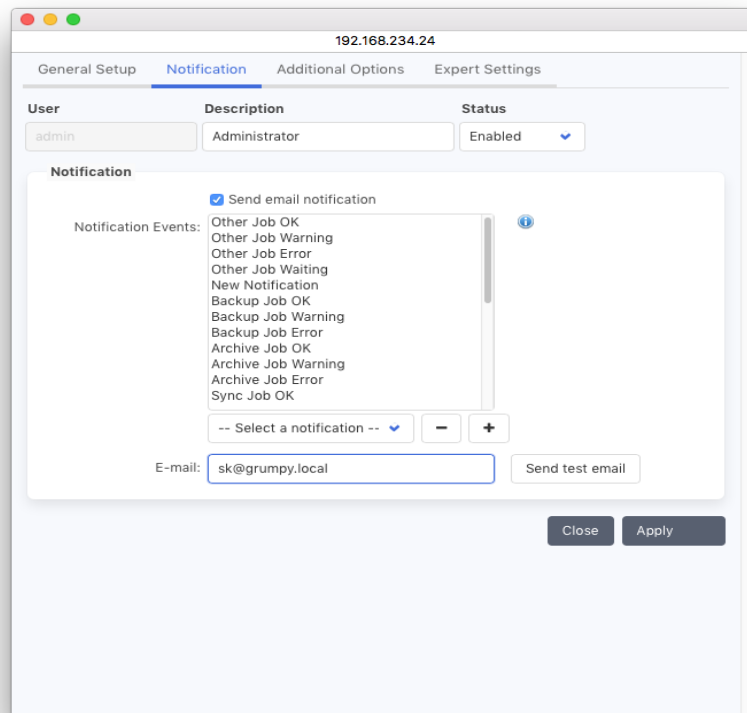 192.168.234.24
General Setup Notification Additional Options Expert Settings
User Description Status
admin Administrator Enabled
Notification
Send email notification
Notification Events:
Other Job OK
Other Job Warning
Other Job Error
Other Job Waiting
New Notification
Backup Job OK
Backup Job Warning
Backup Job Error
Archive Job OK
Archive Job Warning
Archive Job Error
Sync Job OK
-- Select a notification -- − +
E-mail: sk@grumpy.local Send test email
Close Apply